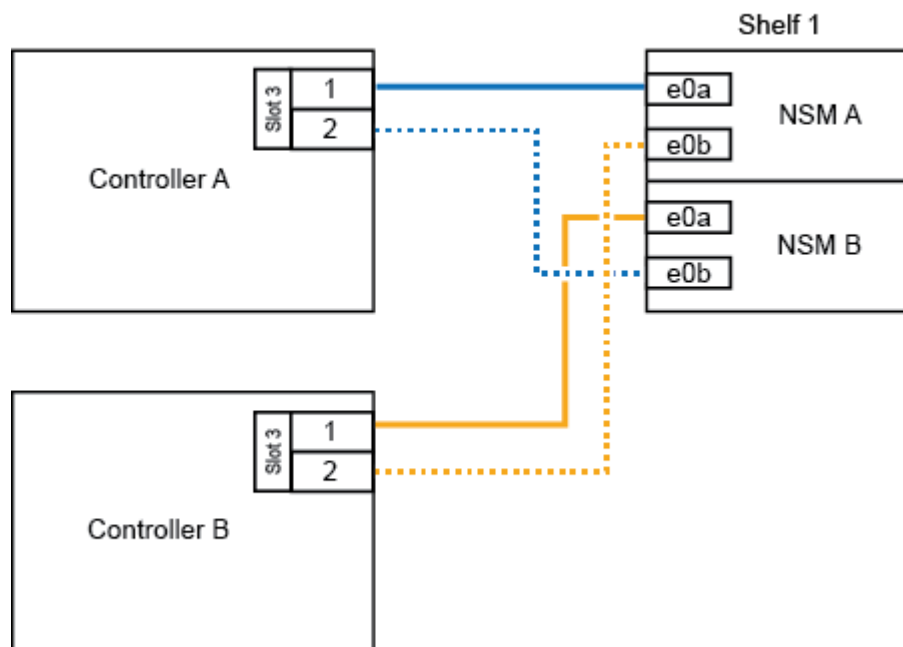 Shelf 1
Slot 3
1
2
Controller A
e0a
e0b
NSM A
e0a
e0b
NSM B
Slot 3
1
2
Controller B